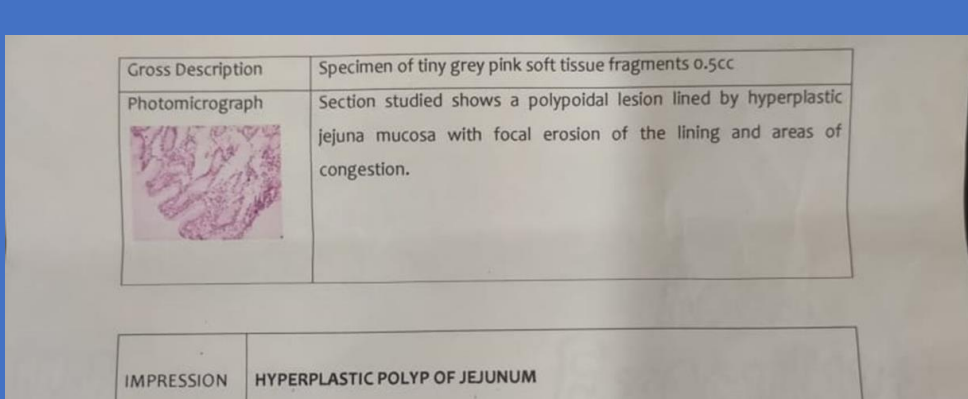 Gross Description
Specimen of tiny grey pink soft tissue fragments 0.5cc
Photomicrograph
Section studied shows a polypoidal lesion lined by hyperplastic
jejuna mucosa with focal erosion of the lining and areas of
congestion.
IMPRESSION
HYPERPLASTIC POLYP OF JEJUNUM